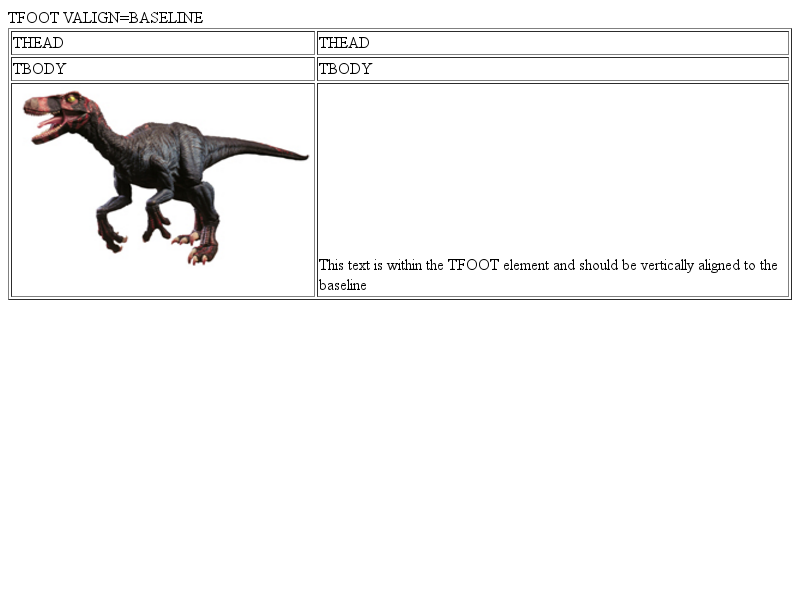 TFOOT VALIGN=BASELINE
THEAD THEAD
TBODY TBODY
This text is within the TFOOT element and should be vertically aligned to the
baseline